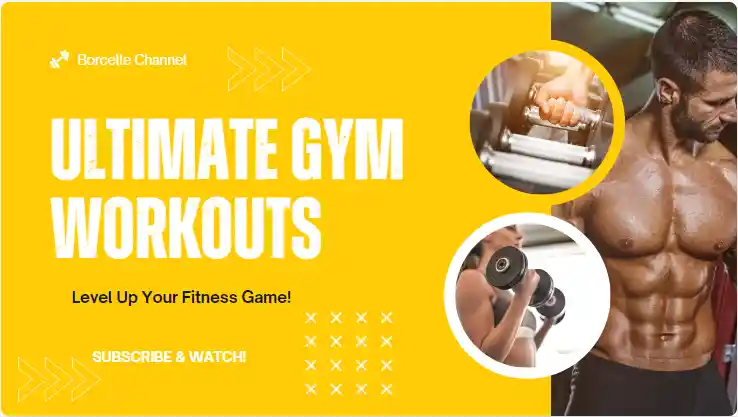 Borcelle Channel
ULTIMATE GYM
WORKOUTS
Level Up Your Fitness Game!
SUBSCRIBE & WATCH!